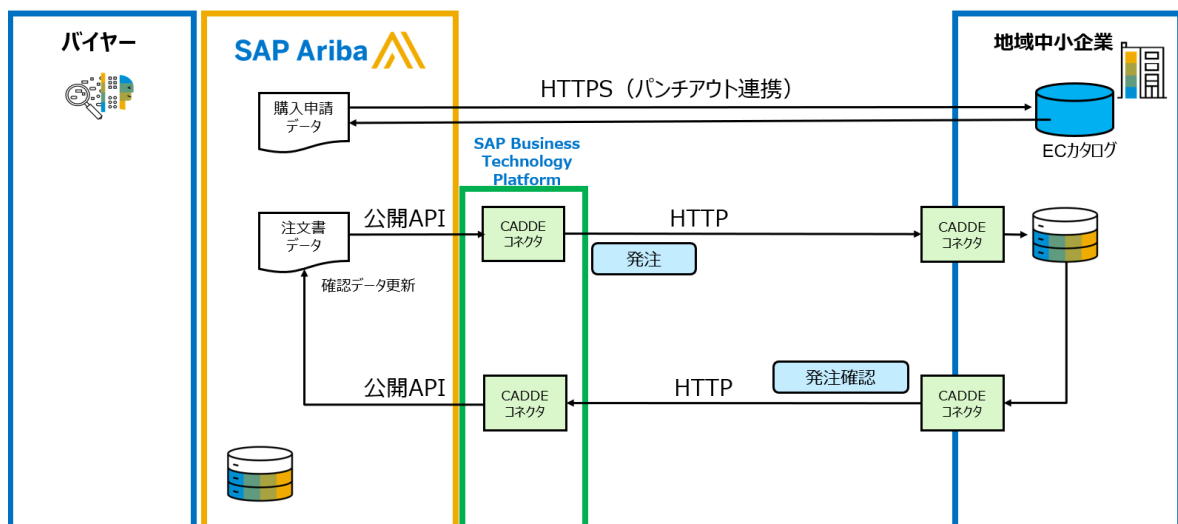 バイヤー
SAP Ariba
地域中小企業
HTTPS（パンチアウト連携）
購入申請
データ
ECカタログ
SAP Business
Technology
Platform
注文書
データ
公開API
CADDE
コネクタ
HTTP
発注
CADDE
コネクタ
確認データ更新
公開API
CADDE
コネクタ
HTTP
発注確認
CADDE
コネクタ